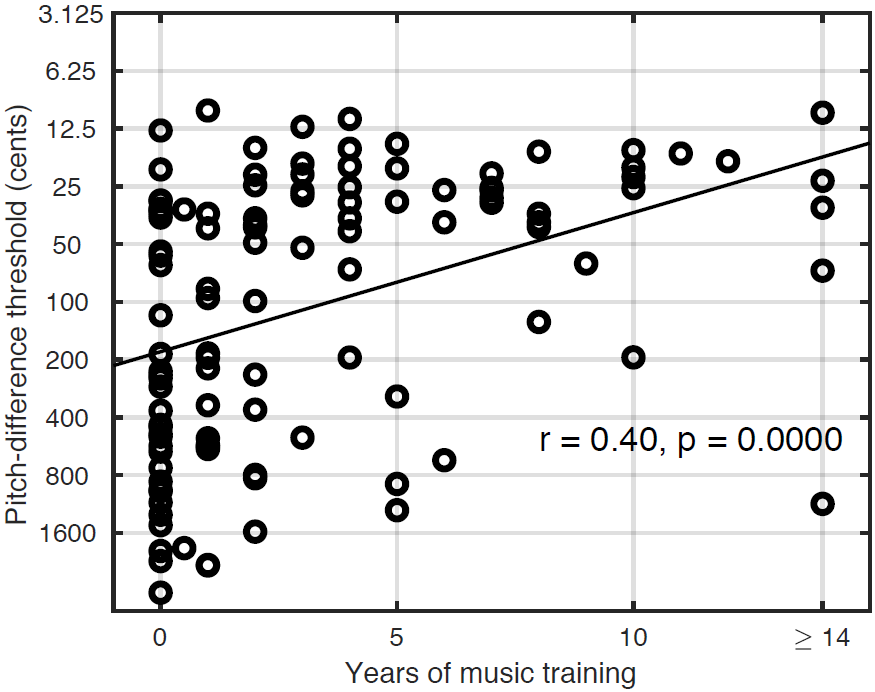 3.125
6.25
12.5
25
50
100
200
400
800
1600
Pitch-difference threshold (cents)
r = 0.40, p = 0.0000
0 5 10 ≥ 14
Years of music training